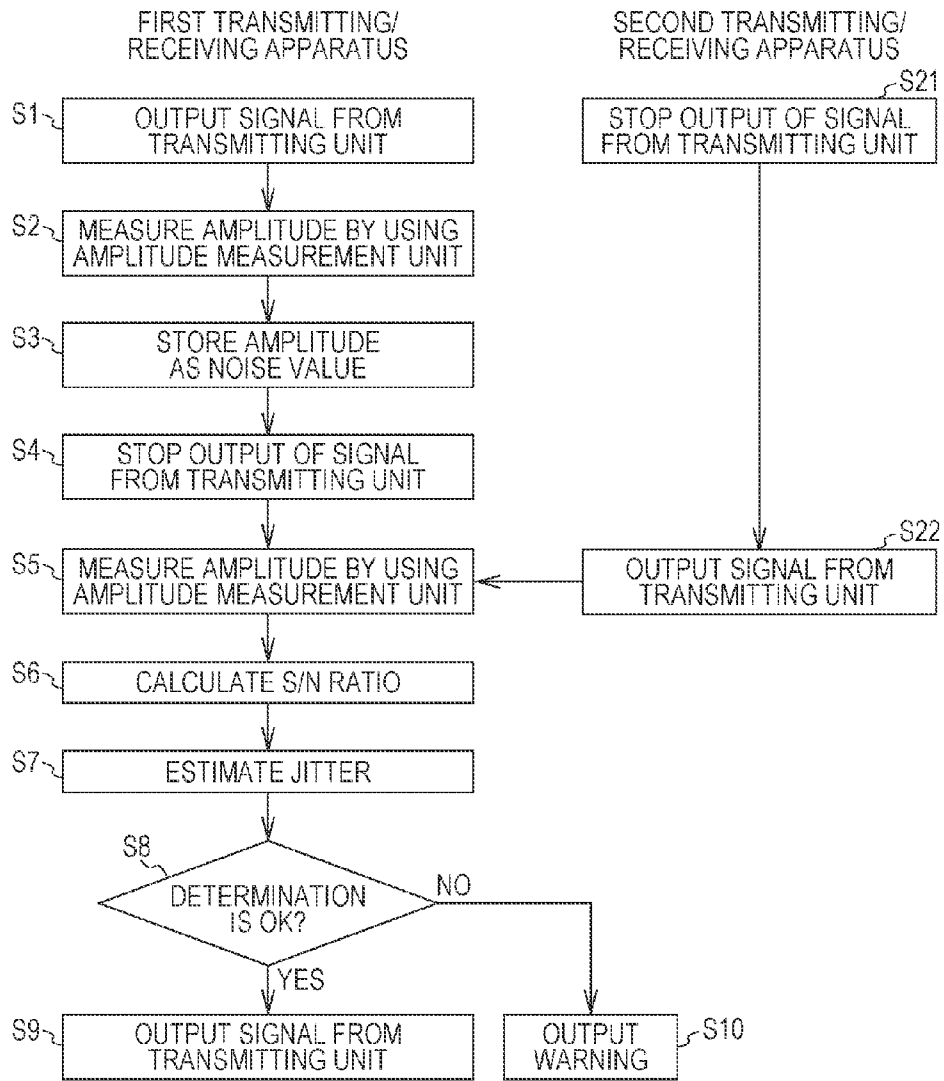 FIRST TRANSMITTING/
RECEIVING APPARATUS
SECOND TRANSMITTING/
RECEIVING APPARATUS
S1
OUTPUT SIGNAL FROM
TRANSMITTING UNIT
S21
STOP OUTPUT OF SIGNAL
FROM TRANSMITTING UNIT
S2
MEASURE AMPLITUDE BY USING
AMPLITUDE MEASUREMENT UNIT
S3
STORE AMPLITUDE
AS NOISE VALUE
S4
STOP OUTPUT OF SIGNAL
FROM TRANSMITTING UNIT
S5
MEASURE AMPLITUDE BY USING
AMPLITUDE MEASUREMENT UNIT
S22
OUTPUT SIGNAL FROM
TRANSMITTING UNIT
S6
CALCULATE S/N RATIO
S7
ESTIMATE JITTER
S8
DETERMINATION
IS OK?
NO
YES
S9
OUTPUT SIGNAL FROM
TRANSMITTING UNIT
OUTPUT
WARNING
S10